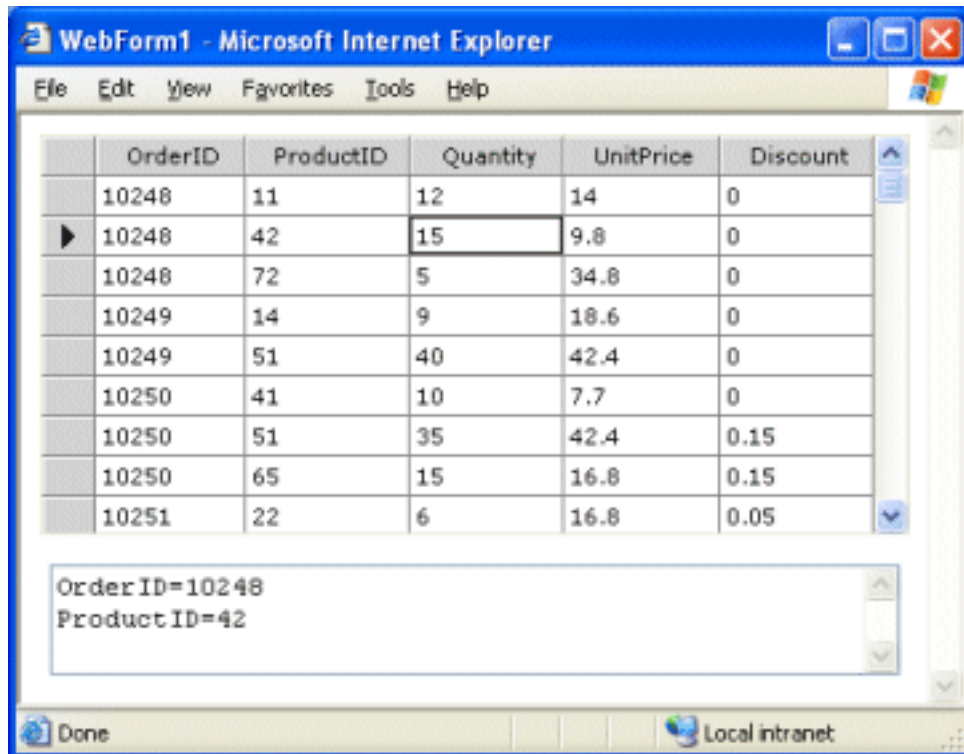 WebForm1 - Microsoft Internet Explorer
File Edit View Favorites Tools Help
OrderID ProductID Quantity UnitPrice Discount
10248 11 12 14 0
10248 42 15 9.8 0
10248 72 5 34.8 0
10249 14 9 18.6 0
10249 51 40 42.4 0
10250 41 10 7.7 0
10250 51 35 42.4 0.15
10250 65 15 16.8 0.15
10251 22 6 16.8 0.05
OrderID=10248
ProductID=42
Done Local intranet